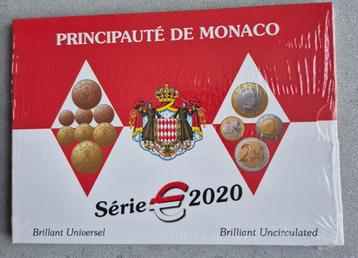 PRINCIPAUTÉ DE MONACO
Série € 2020
Brillant Universel
Brilliant Uncirculated